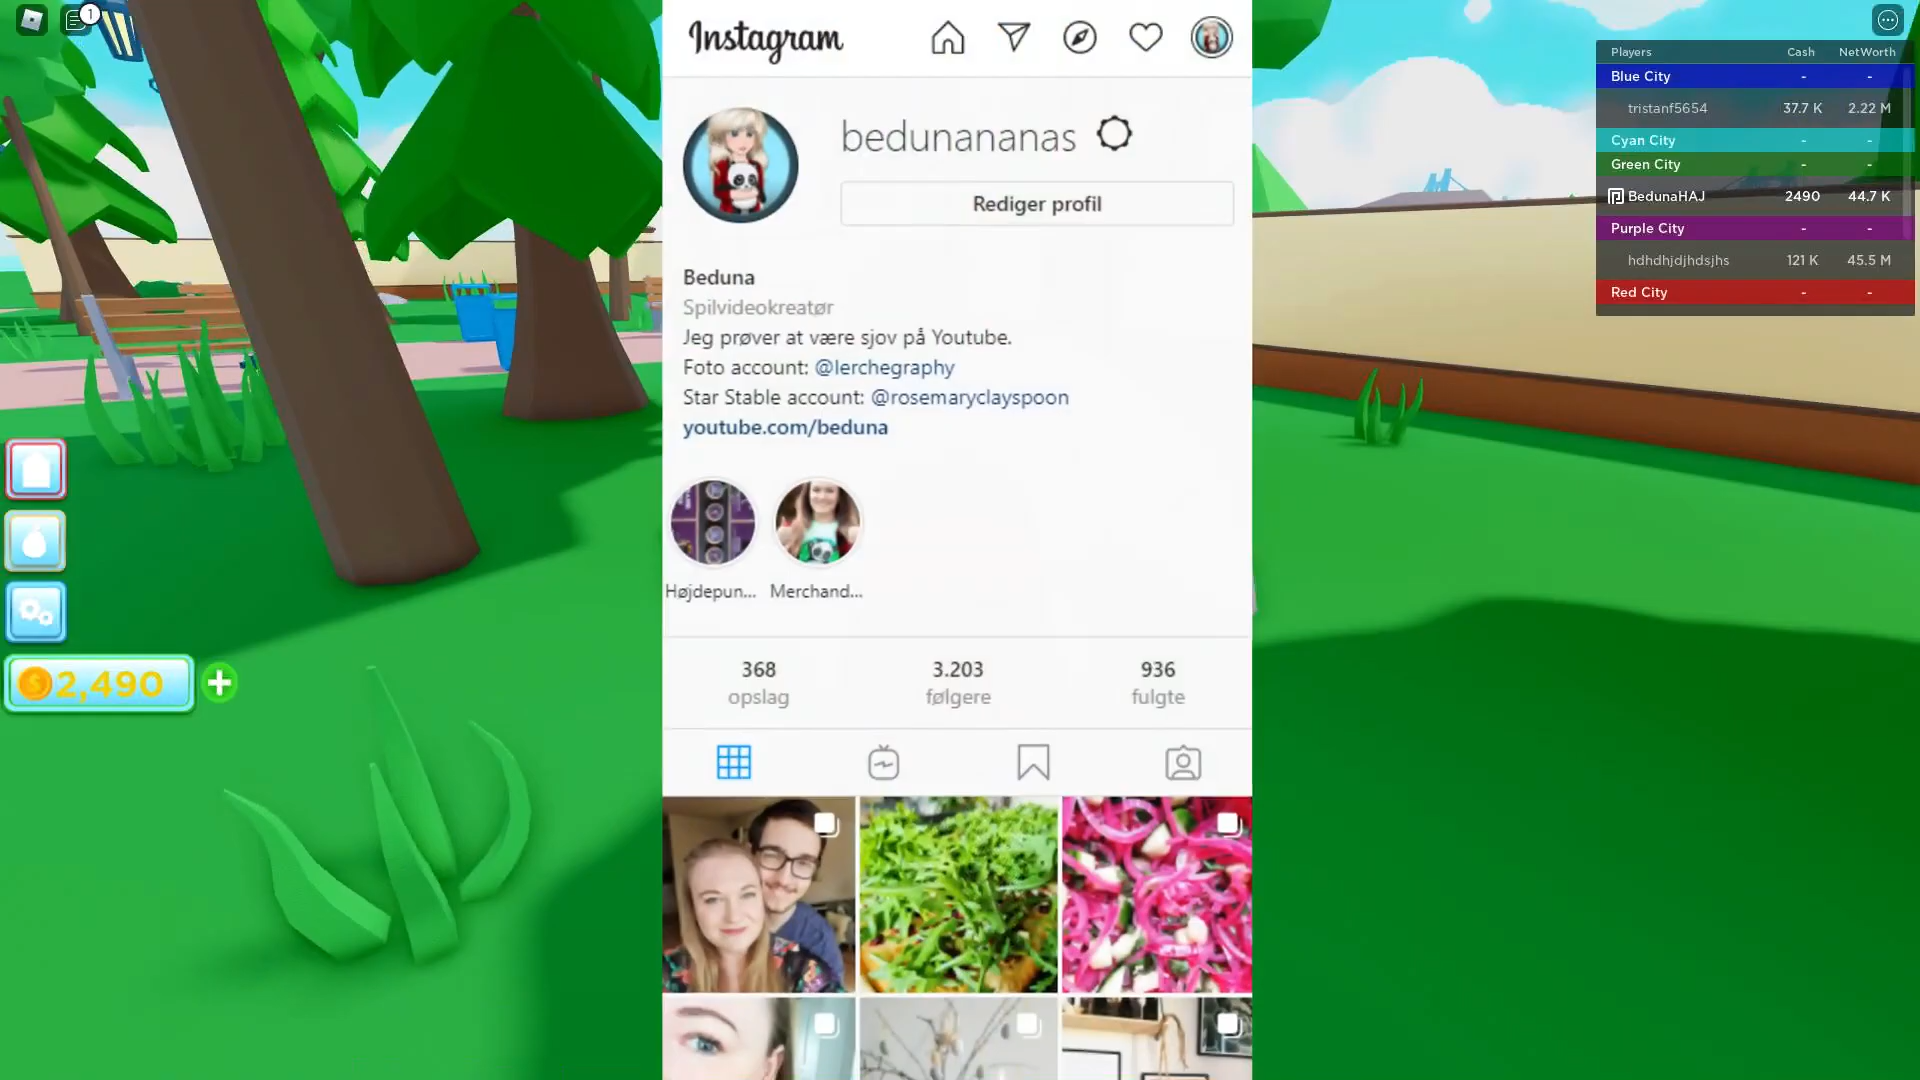 1
Instagram
bedunananas
Rediger profil
Beduna
Spilvideokreatør
Jeg prøver at være sjov på Youtube.
Foto account: @lerchegraphy
Star Stable account: @rosemaryclayspoon
youtube.com/beduna
Højdepun... Merchand...
368 3.203 936
opslag følgere fulgte
2,490
Players Cash NetWorth
Blue City - -
tristanf5654 37.7 K 2.22 M
Cyan City - -
Green City - -
BedunaHAJ 2490 44.7 K
Purple City - -
hdhdhjdjhdsjhs 121 K 45.5 M
Red City - -